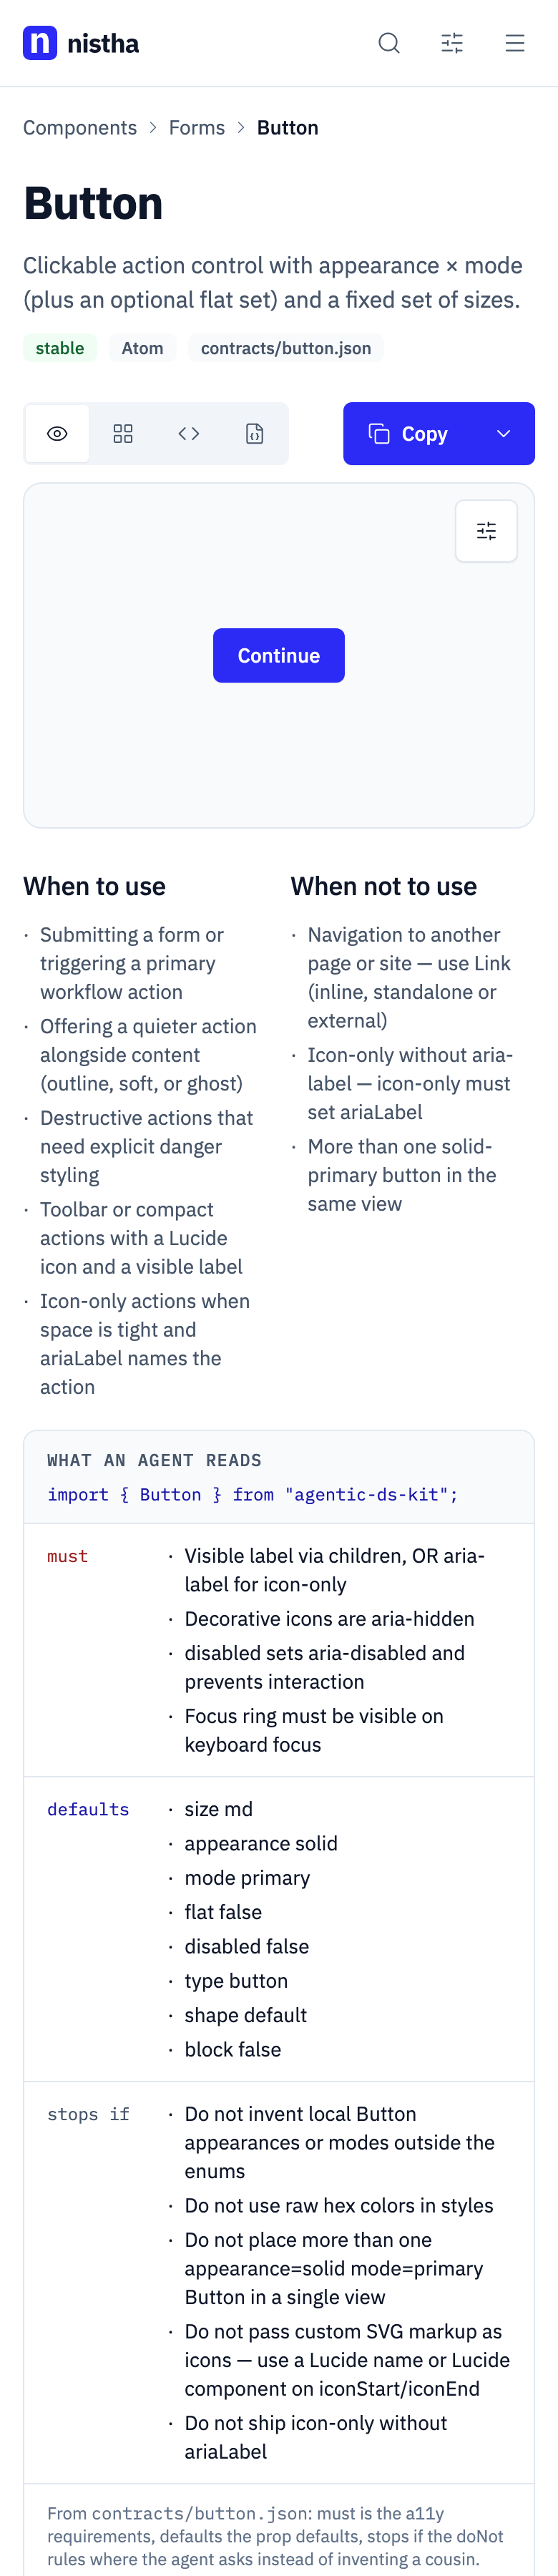 n nistha
Components > Forms > Button
Button
Clickable action control with appearance × mode
(plus an optional flat set) and a fixed set of sizes.
stable Atom contracts/button.json
Copy
Continue
When to use
· Submitting a form or
triggering a primary
workflow action
· Offering a quieter action
alongside content
(outline, soft, or ghost)
· Destructive actions that
need explicit danger
styling
· Toolbar or compact
actions with a Lucide
icon and a visible label
· Icon-only actions when
space is tight and
ariaLabel names the
action
When not to use
· Navigation to another
page or site — use Link
(inline, standalone or
external)
· Icon-only without aria-
label — icon-only must
set ariaLabel
· More than one solid-
primary button in the
same view
WHAT AN AGENT READS
import { Button } from "agentic-ds-kit";
must
· Visible label via children, OR aria-
label for icon-only
· Decorative icons are aria-hidden
· disabled sets aria-disabled and
prevents interaction
· Focus ring must be visible on
keyboard focus
defaults
· size md
· appearance solid
· mode primary
· flat false
· disabled false
· type button
· shape default
· block false
stops if
· Do not invent local Button
appearances or modes outside the
enums
· Do not use raw hex colors in styles
· Do not place more than one
appearance=solid mode=primary
Button in a single view
· Do not pass custom SVG markup as
icons — use a Lucide name or Lucide
component on iconStart/iconEnd
· Do not ship icon-only without
ariaLabel
From contracts/button.json: must is the a11y
requirements, defaults the prop defaults, stops if the doNot
rules where the agent asks instead of inventing a cousin.